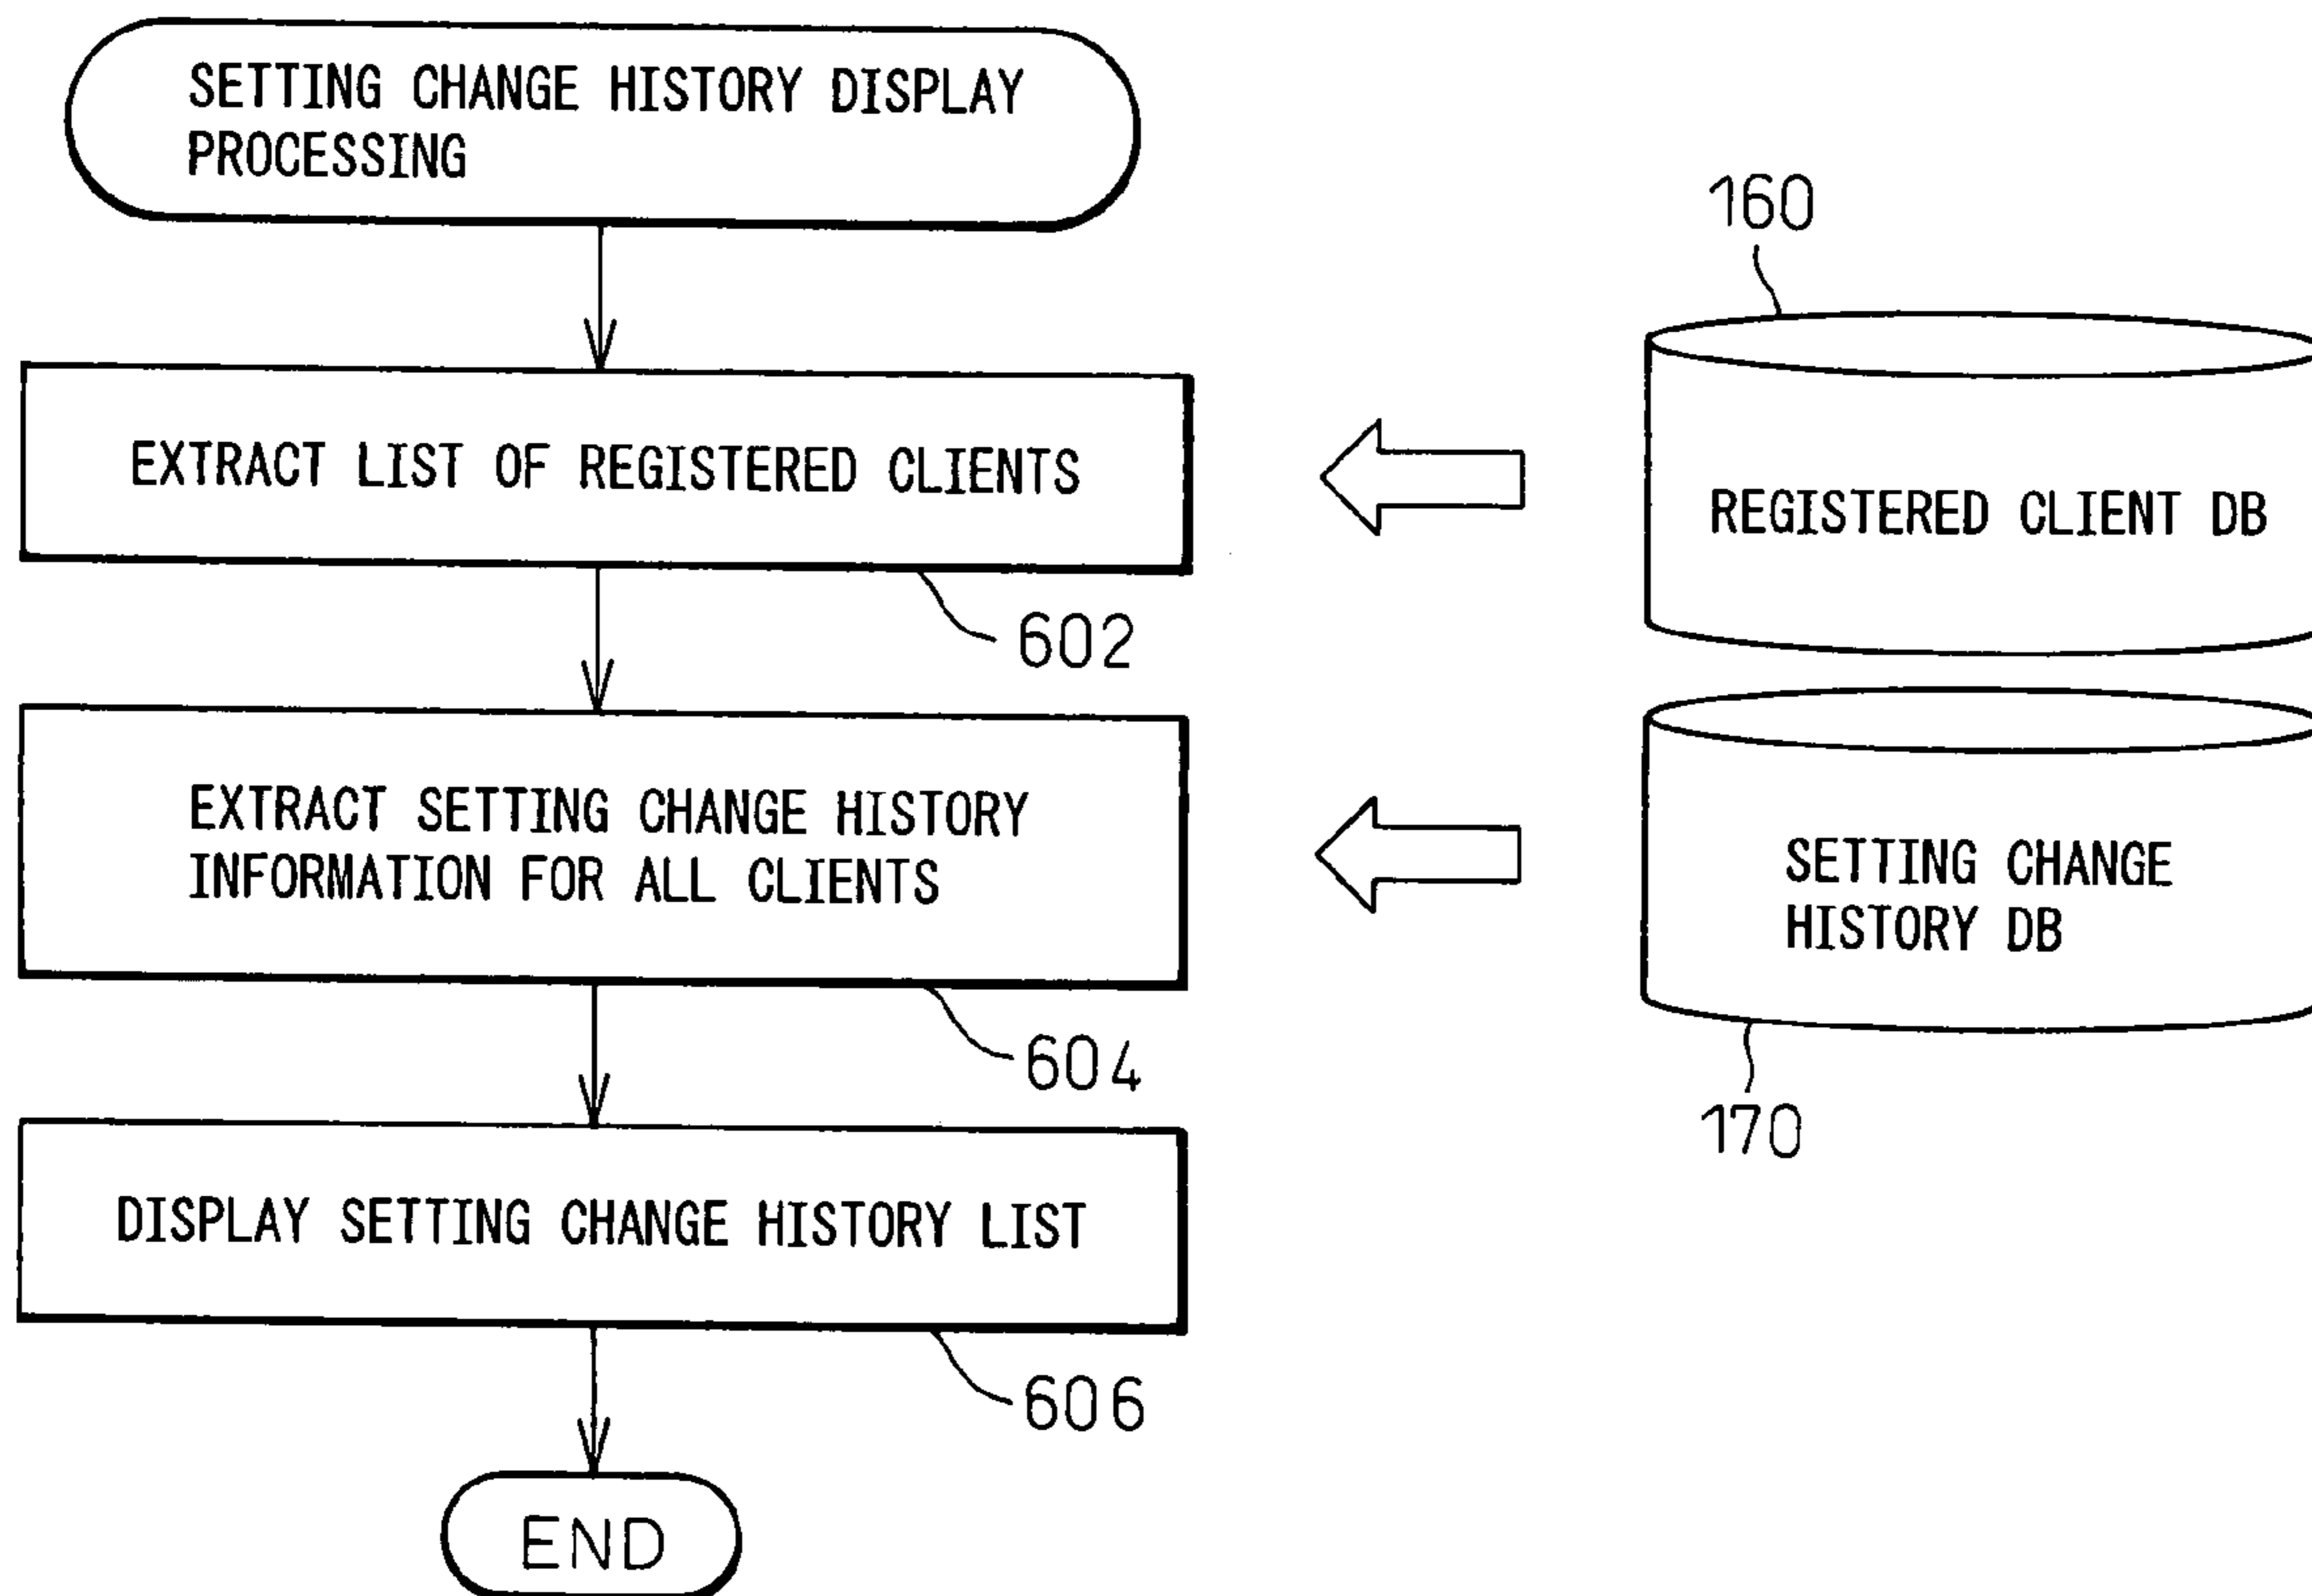 SETTING CHANGE HISTORY DISPLAY
PROCESSING
160
EXTRACT LIST OF REGISTERED CLIENTS
REGISTERED CLIENT DB
602
EXTRACT SETTING CHANGE HISTORY
INFORMATION FOR ALL CLIENTS
SETTING CHANGE
HISTORY DB
604
170
DISPLAY SETTING CHANGE HISTORY LIST
606
END